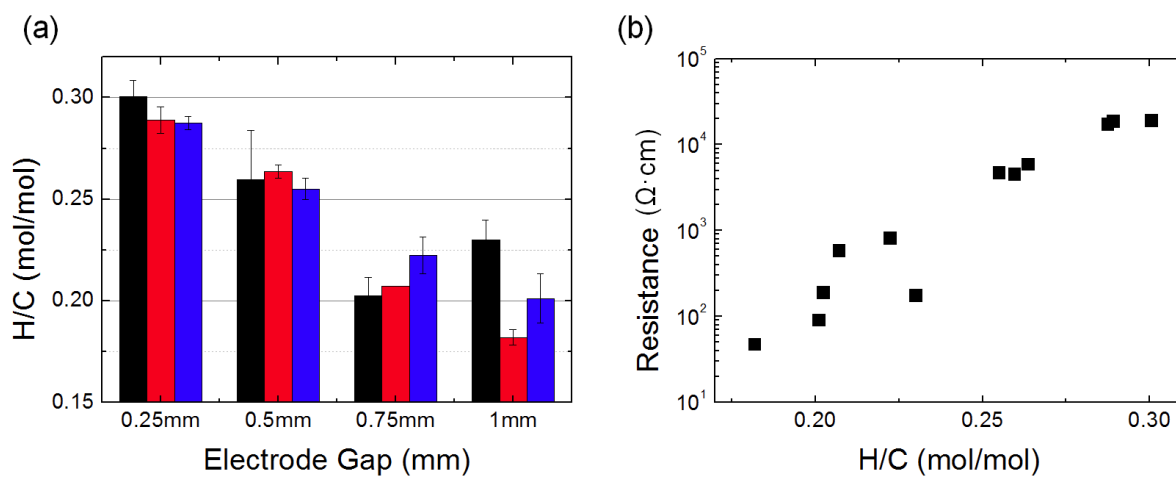 (a)
H/C (mol/mol)
0.30
0.25
0.20
0.15
0.25mm 0.5mm 0.75mm 1mm
Electrode Gap (mm)
(b)
Resistance (Ω·cm)
10⁵
10⁴
10³
10²
10¹
0.20 0.25 0.30
H/C (mol/mol)